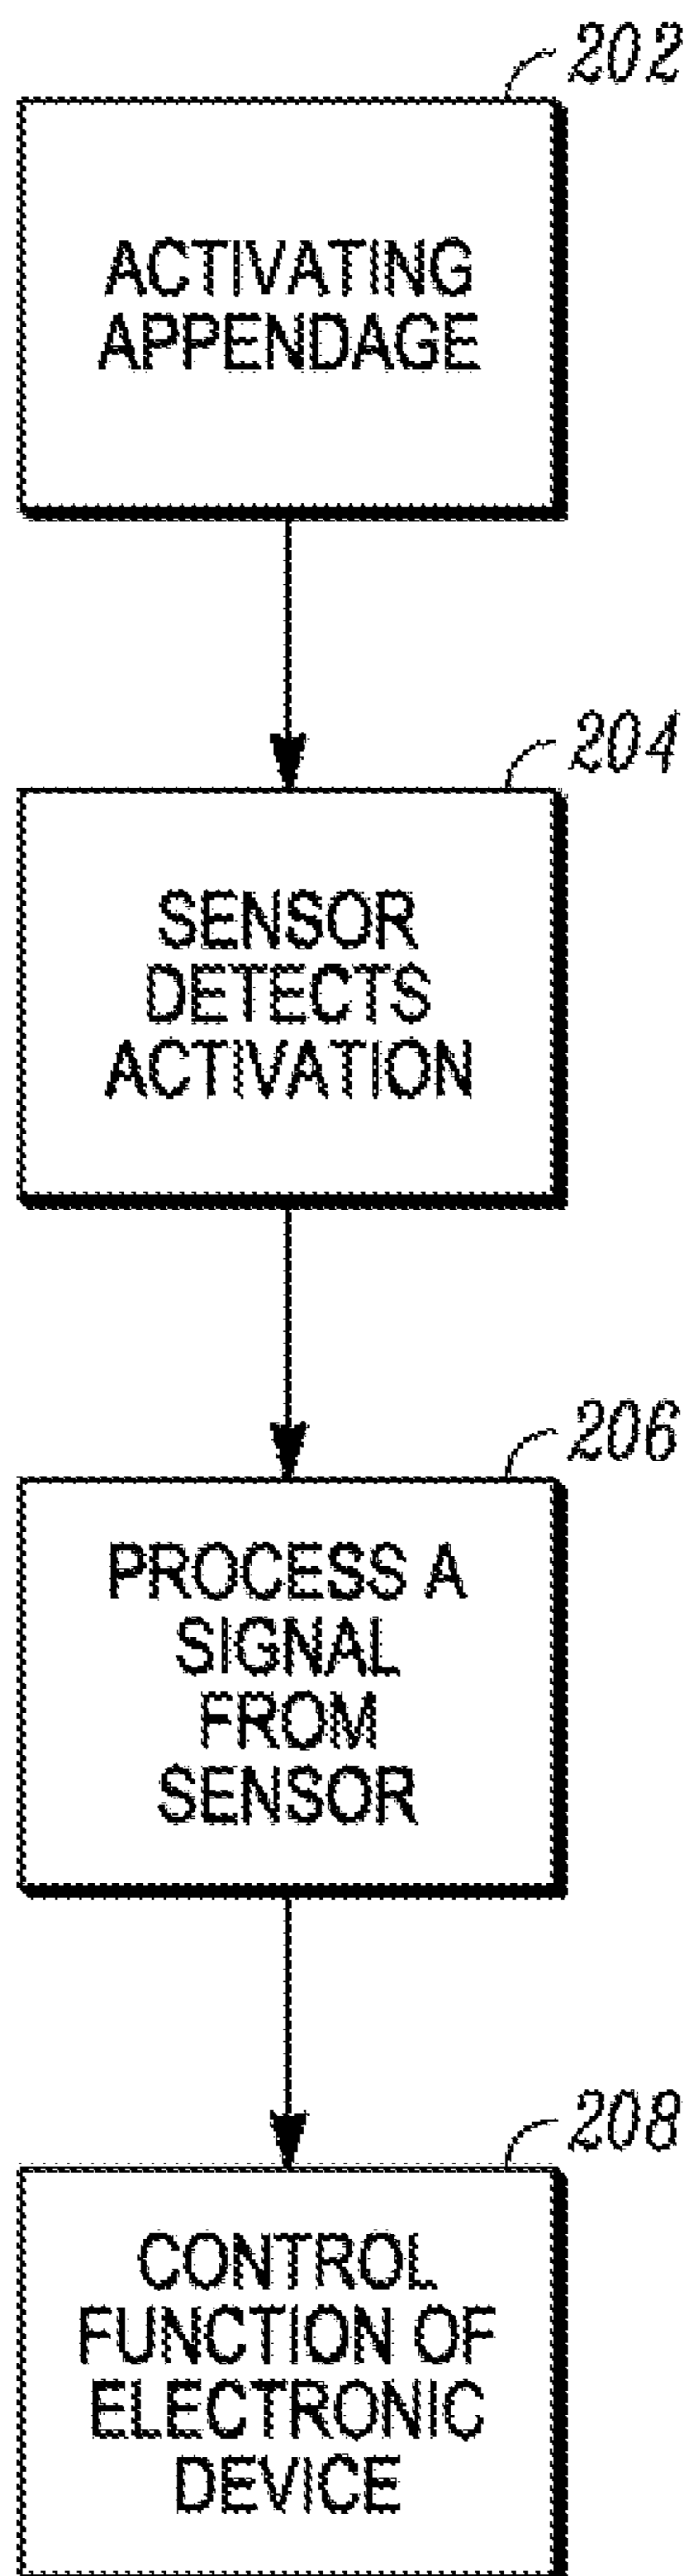 202
ACTIVATING
APPENDAGE
204
SENSOR
DETECTS
ACTIVATION
206
PROCESS A
SIGNAL
FROM
SENSOR
208
CONTROL
FUNCTION OF
ELECTRONIC
DEVICE